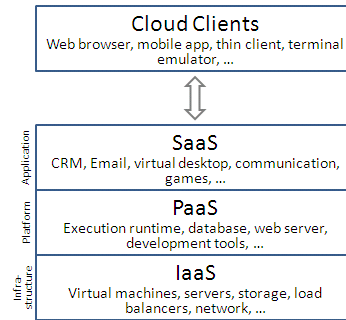 Cloud Clients
Web browser, mobile app, thin client, terminal
emulator, ...
Application
SaaS
CRM, Email, virtual desktop, communication,
games, ...
Platform
PaaS
Execution runtime, database, web server,
development tools, ...
Infra-
structure
IaaS
Virtual machines, servers, storage, load
balancers, network, ...